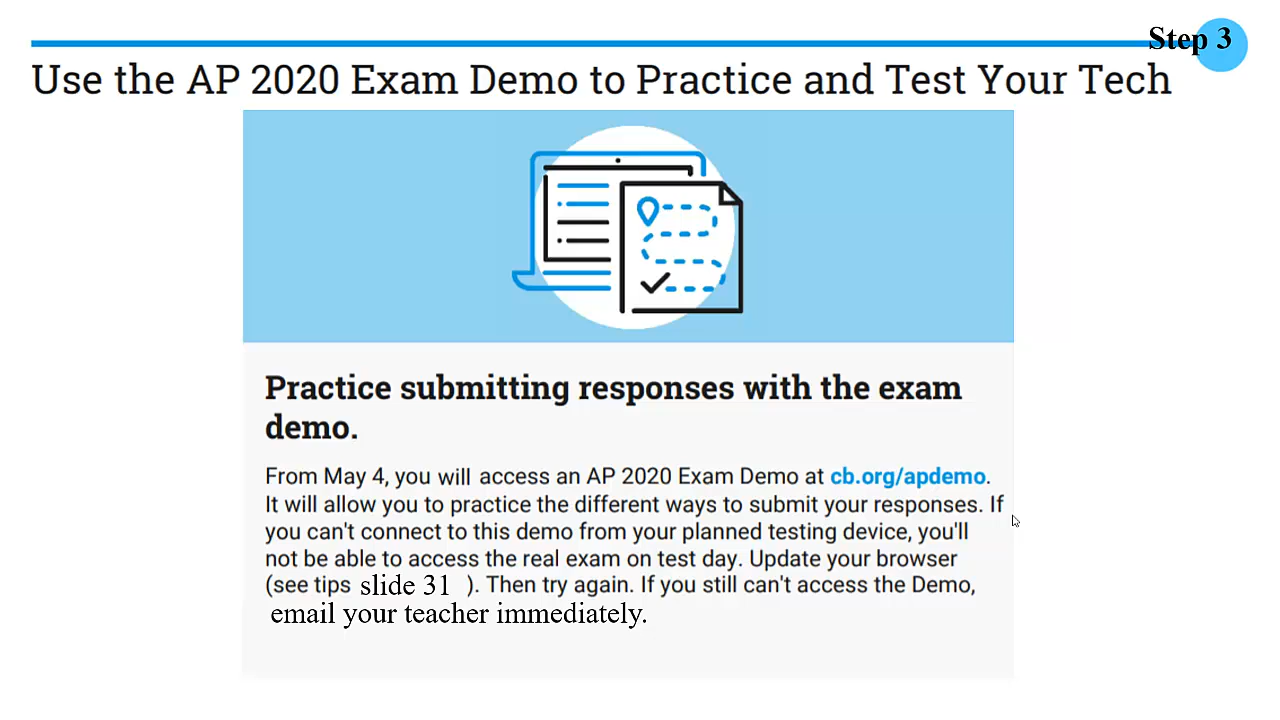 Step 3
Use the AP 2020 Exam Demo to Practice and Test Your Tech
Practice submitting responses with the exam
demo.
From May 4, you will access an AP 2020 Exam Demo at cb.org/apdemo.
It will allow you to practice the different ways to submit your responses. If
you can't connect to this demo from your planned testing device, you'll
not be able to access the real exam on test day. Update your browser
(see tips slide 31 ). Then try again. If you still can't access the Demo,
email your teacher immediately.